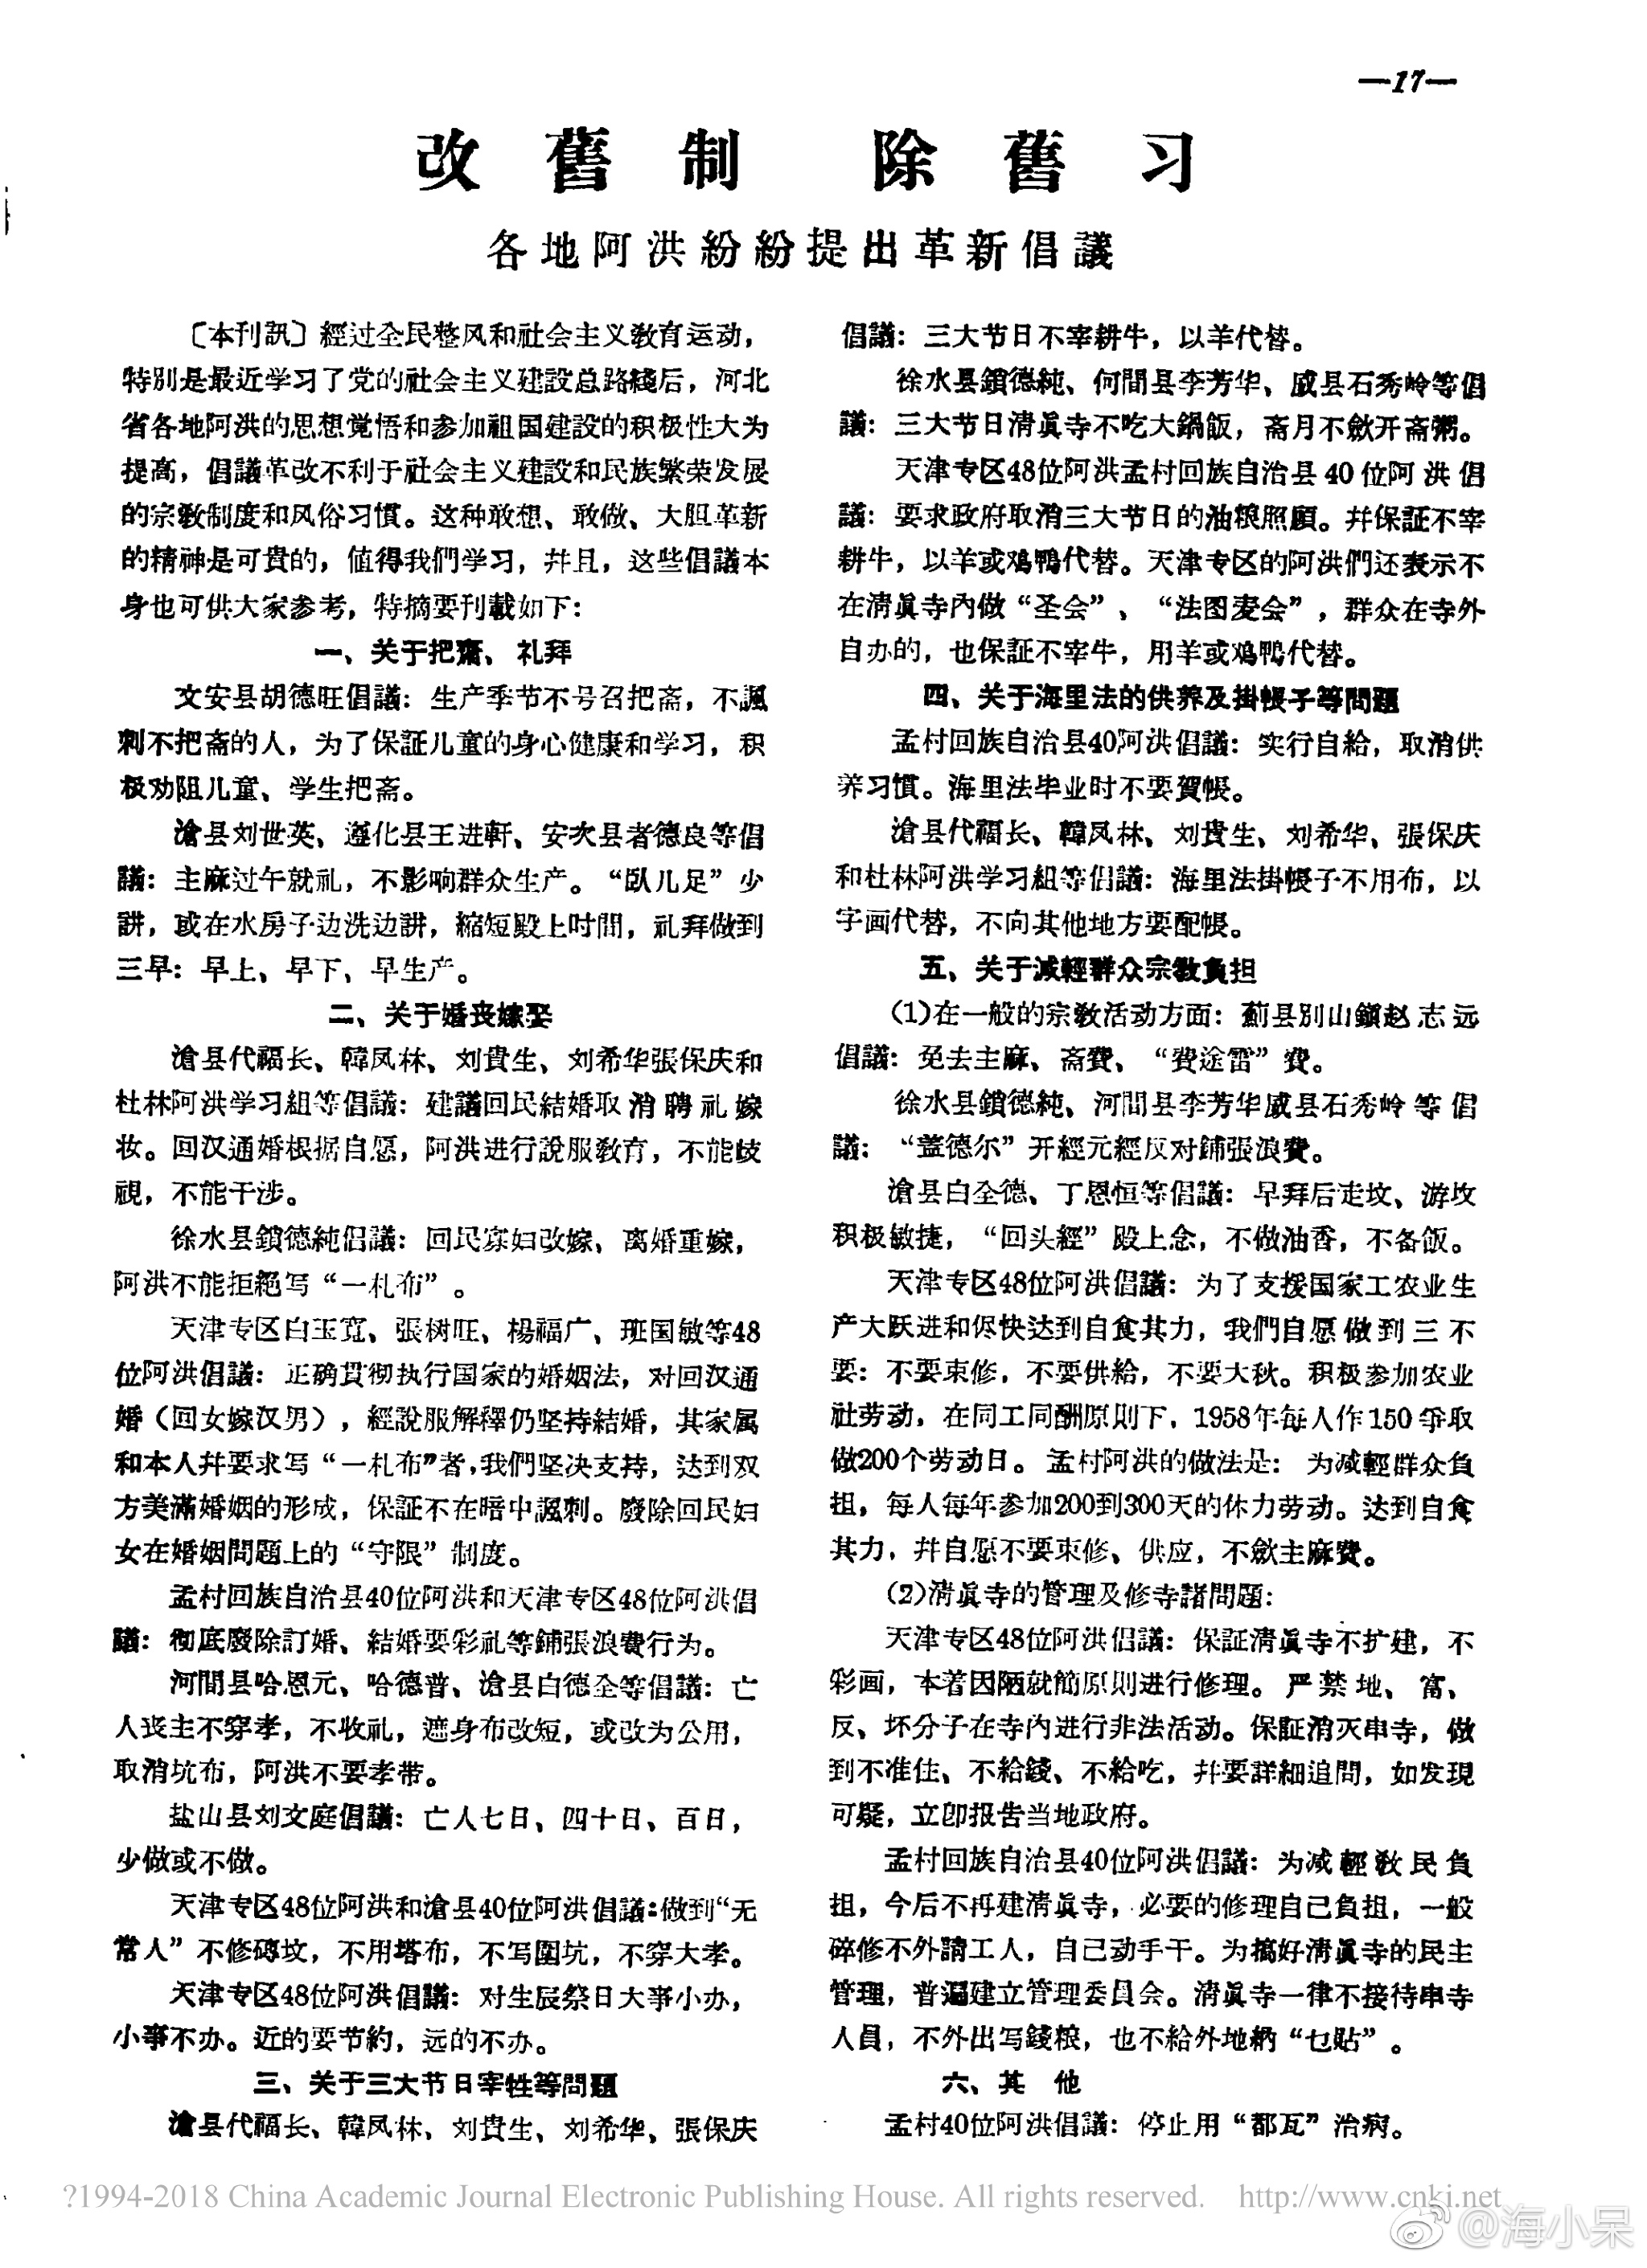 —17—
改舊制 除舊习
各地阿洪紛紛提出革新倡議
〔本刊訊〕經过全民整风和社会主义敎育运动，
特別是最近学习了党的社会主义建設总路綫后，河北
省各地阿洪的思想覚悟和参加祖国建設的积极性大为
提高，倡議革改不利于社会主义建設和民族繁荣发展
的宗敎制度和风俗习慣。这种敢想、敢做、大胆革新
的精神是可貴的，值得我們学习，幷且，这些倡議本
身也可供大家参考，特摘要刊載如下：
一、关于把齋、礼拜
文安县胡德旺倡議：生产季节不号召把斋，不諷
刺不把斋的人，为了保証儿童的身心健康和学习，积
极劝阻儿童、学生把斋。
滄县刘世英、遵化县王进軒、安次县者德良等倡
議：主麻过午就礼，不影响群众生产。“臥儿足”少
讲，或在水房子边洗边讲，縮短殿上时間，礼拜做到
三早：早上、早下、早生产。
二、关于婚丧嫁娶
滄县代福长、韓凤林、刘貴生、刘希华張保庆和
杜林阿洪学习組等倡議：建議回民結婚取消聘礼嫁
妆。回汉通婚根据自愿，阿洪进行說服敎育，不能歧
視，不能干涉。
徐水县鎖德純倡議：回民寡妇改嫁、离婚重嫁，
阿洪不能拒絕写“一札布”。
天津专区白玉寬、張树旺、楊福广、班国敏等48
位阿洪倡議：正确貫彻执行国家的婚姻法，对回汉通
婚（回女嫁汉男），經說服解釋仍坚持結婚，其家属
和本人幷要求写“一札布”者，我們坚决支持，达到双
方美滿婚姻的形成，保証不在暗中諷刺。廢除回民妇
女在婚姻問題上的“守限”制度。
孟村回族自治县40位阿洪和天津专区48位阿洪倡
議：彻底廢除訂婚、結婚要彩礼等鋪張浪費行为。
河間县哈恩元、哈德普、滄县白德全等倡議：亡
人丧主不穿孝，不收礼，遮身布改短，或改为公用，
取消坑布，阿洪不要孝带。
盐山县刘文庭倡議：亡人七日、四十日、百日，
少做或不做。
天津专区48位阿洪和滄县40位阿洪倡議：做到“无
常人”不修砖坟，不用塔布，不写圍坑，不穿大孝。
天津专区48位阿洪倡議：对生辰祭日大事小办，
小事不办。近的要节約，远的不办。
三、关于三大节日宰牲等問題
滄县代福长、韓凤林、刘貴生、刘希华、張保庆
倡議：三大节日不宰耕牛，以羊代替。
徐水县鎖德純、何間县李芳华、威县石秀岭等倡
議：三大节日清眞寺不吃大鍋飯，斋月不歛开斋粥。
天津专区48位阿洪孟村回族自治县40位阿洪倡
議：要求政府取消三大节日的油粮照顧。幷保証不宰
耕牛，以羊或鸡鴨代替。天津专区的阿洪們还表示不
在清眞寺內做“圣会”、“法图麦会”，群众在寺外
自办的，也保証不宰牛，用羊或鸡鴨代替。
四、关于海里法的供养及掛幔子等問題
孟村回族自治县40阿洪倡議：实行自給，取消供
养习慣。海里法毕业时不要賀帳。
滄县代福长、韓凤林、刘貴生、刘希华、張保庆
和杜林阿洪学习組等倡議：海里法掛幔子不用布，以
字画代替，不向其他地方要配帳。
五、关于减輕群众宗敎負担
(1)在一般的宗敎活动方面：薊县別山鎭赵志远
倡議：免去主麻、斋費、“費途雷”費。
徐水县鎖德純、河間县李芳华威县石秀岭等倡
議：“盖德尔”开經元經反对鋪張浪費。
滄县白全德、丁恩恒等倡議：早拜后走坟、游坟
积极敏捷，“回头經”殿上念，不做油香，不备飯。
天津专区48位阿洪倡議：为了支援国家工农业生
产大跃进和尽快达到自食其力，我們自愿做到三不
要：不要束修，不要供給，不要大秋。积极参加农业
社劳动，在同工同酬原則下，1958年每人作150爭取
做200个劳动日。孟村阿洪的做法是：为减輕群众負
担，每人每年参加200到300天的体力劳动。达到自食
其力，幷自愿不要束修、供应，不歛主麻費。
(2)清眞寺的管理及修寺諸問題：
天津专区48位阿洪倡議：保証清眞寺不扩建，不
彩画，本着因陋就簡原則进行修理。严禁地、富、
反、坏分子在寺內进行非法活动。保証消灭串寺，做
到不准住、不給錢、不給吃，幷要詳細追問，如发現
可疑，立卽报告当地政府。
孟村回族自治县40位阿洪倡議：为减輕敎民負
担，今后不再建清眞寺，必要的修理自己負担，一般
碎修不外請工人，自己动手干。为搞好清眞寺的民主
管理，普遍建立管理委員会。清眞寺一律不接待串寺
人員，不外出写錢粮，也不給外地納“乜貼”。
六、其 他
孟村40位阿洪倡議：停止用“都瓦”治病。
?1994-2018 China Academic Journal Electronic Publishing House. All rights reserved. http://www.cnki.net
@海小呆